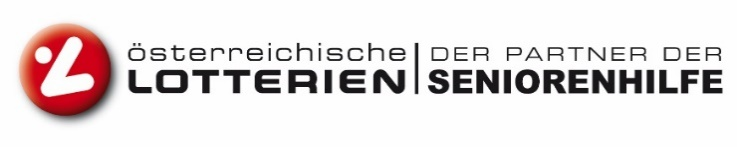 österreichische
LOTTERIEN
DER PARTNER DER
SENIORENHILFE